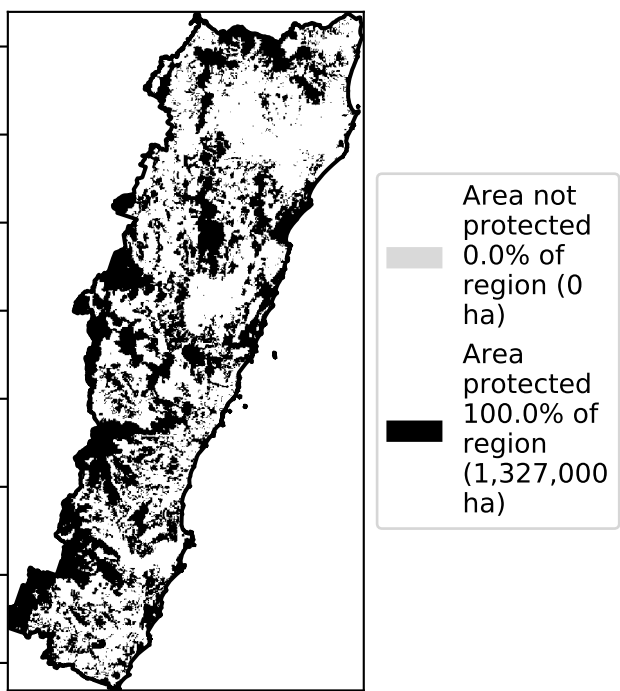 Area not
protected
0.0% of
region (0
ha)
Area
protected
100.0% of
region
(1,327,000
ha)